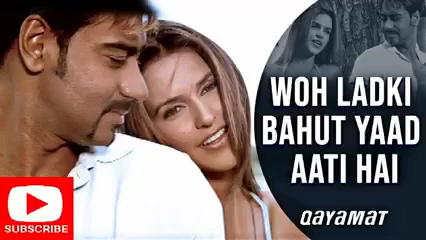 WOH LADKI
BAHUT YAAD
AATI HAI
QAYAMAT
SUBSCRIBE